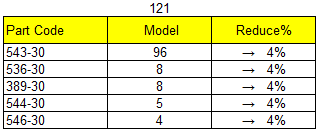 121
Part Code Model Reduce%
543-30 96 → 4%
536-30 8 → 4%
389-30 8 → 4%
544-30 5 → 4%
546-30 4 → 4%